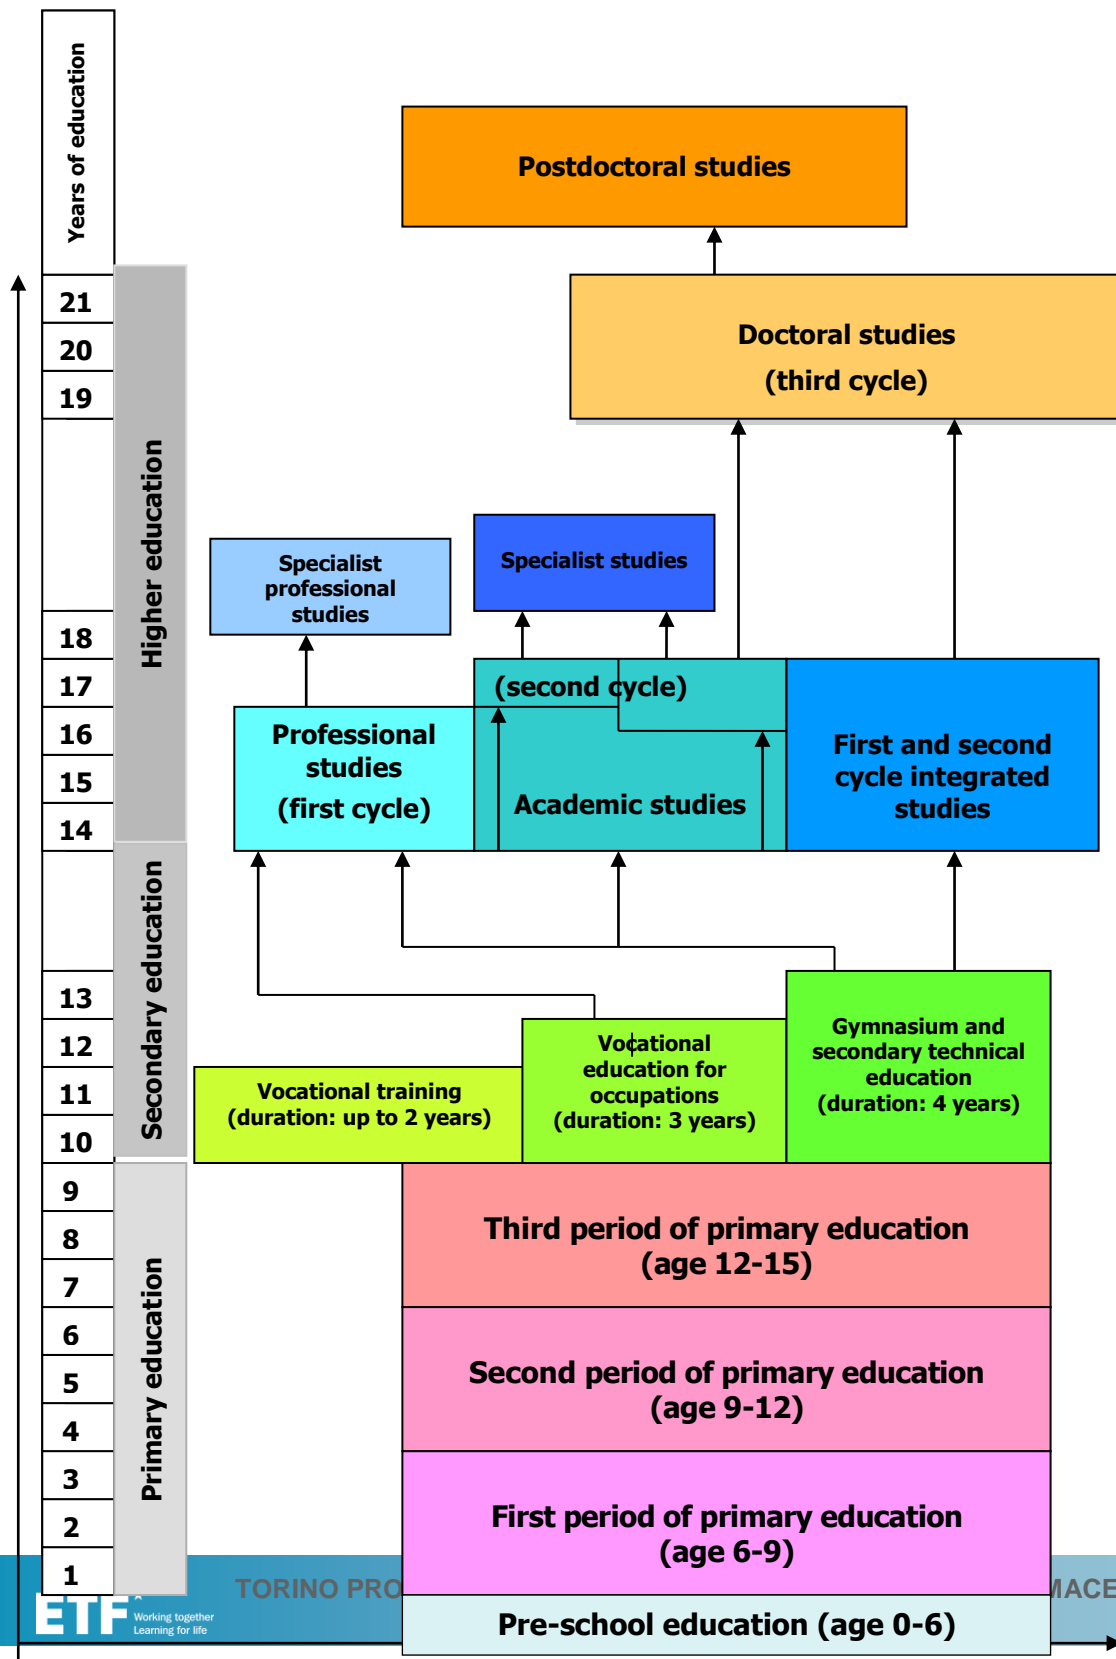 Years of education
Postdoctoral studies
21
20
19
Doctoral studies
(third cycle)
Higher education
Specialist
professional
studies
Specialist studies
18
17
16
15
14
(second cycle)
Professional
studies
(first cycle)
Academic studies
First and second
cycle integrated
studies
Secondary education
13
12
11
10
Vocational training
(duration: up to 2 years)
Vocational
education for
occupations
(duration: 3 years)
Gymnasium and
secondary technical
education
(duration: 4 years)
Primary education
9
8
7
6
5
4
3
2
1
Third period of primary education
(age 12-15)
Second period of primary education
(age 9-12)
First period of primary education
(age 6-9)
TORINO PRO
MACE
ETF
Working together
Learning for life
Pre-school education (age 0-6)